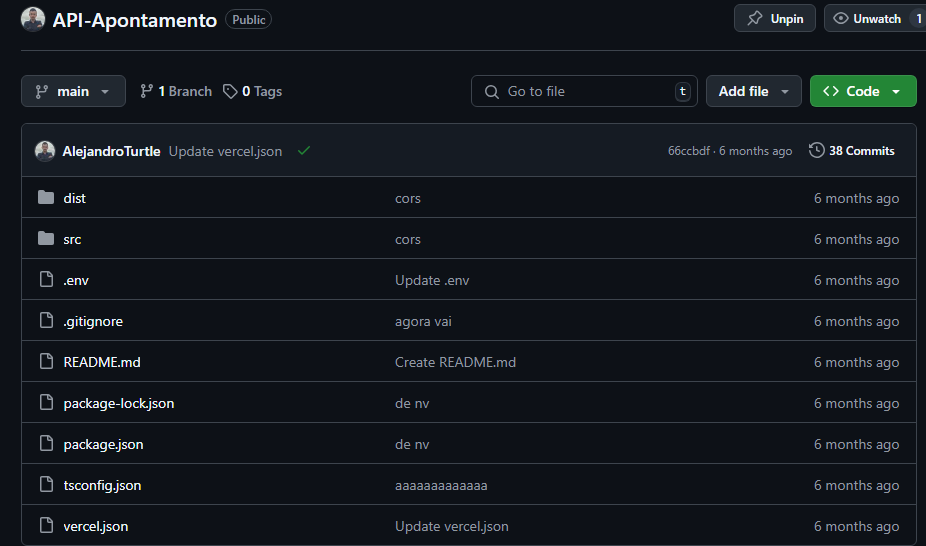 API-Apontamento Public Unpin Unwatch 1
main 1 Branch 0 Tags Go to file t Add file Code
AlejandroTurtle Update vercel.json 66ccbdf · 6 months ago 38 Commits
dist cors 6 months ago
src cors 6 months ago
.env Update .env 6 months ago
.gitignore agora vai 6 months ago
README.md Create README.md 6 months ago
package-lock.json de nv 6 months ago
package.json de nv 6 months ago
tsconfig.json aaaaaaaaaaaaa 6 months ago
vercel.json Update vercel.json 6 months ago